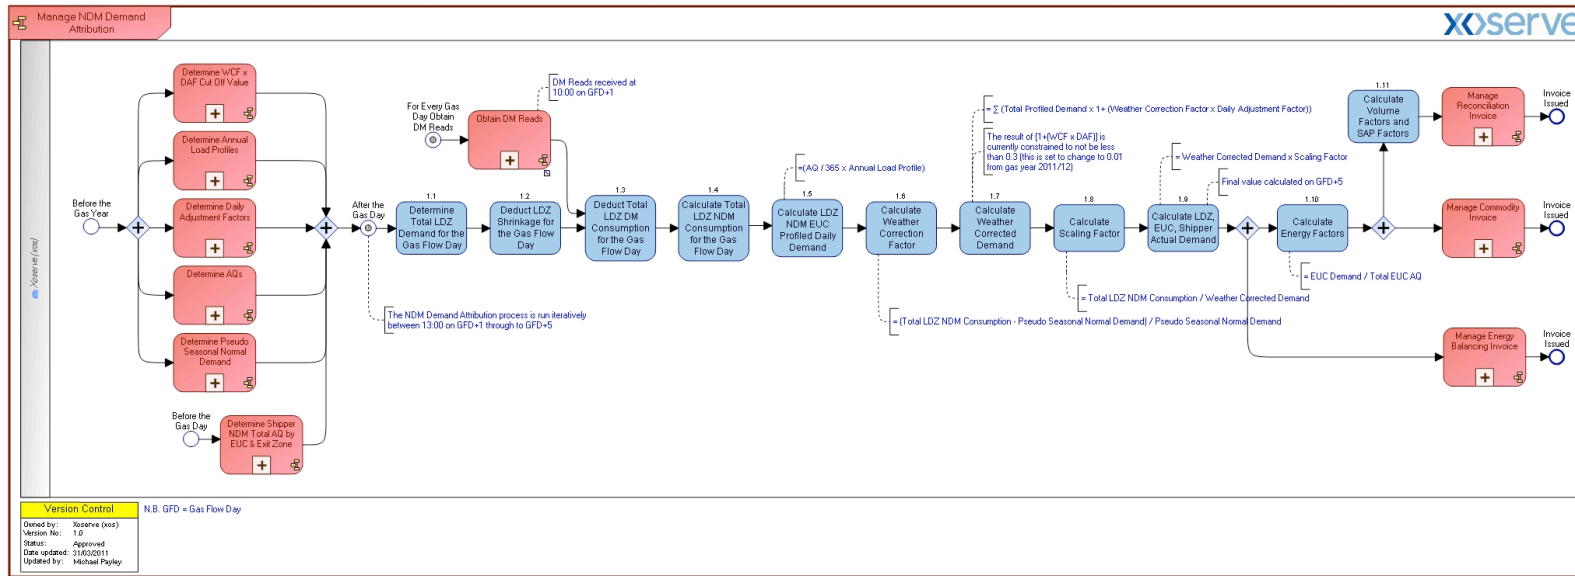 Manage NDM Demand
Attribution
xoserve
Xoserve (xos)
Before the
Gas Year
Determine WCF x
DAF Cut Off Value
Determine Annual
Load Profiles
Determine Daily
Adjustment Factors
Determine AQs
Determine Pseudo
Seasonal Normal
Demand
Before the
Gas Day
Determine Shipper
NDM Total AQ by
EUC & Exit Zone
After the
Gas Day
The NDM Demand Attribution process is run iteratively
between 13:00 on GFD+1 through to GFD+5
For Every Gas
Day Obtain
DM Reads
Obtain DM Reads
DM Reads received at
10:00 on GFD+1
1.1
Determine
Total LDZ
Demand for the
Gas Flow Day
1.2
Deduct LDZ
Shrinkage for
the Gas Flow
Day
1.3
Deduct Total
LDZ DM
Consumption
for the Gas
Flow Day
1.4
Calculate Total
LDZ NDM
Consumption
for the Gas
Flow Day
=(AQ / 365 x Annual Load Profile)
1.5
Calculate LDZ
NDM EUC
Profiled Daily
Demand
1.6
Calculate
Weather
Correction
Factor
= (Total LDZ NDM Consumption - Pseudo Seasonal Normal Demand) / Pseudo Seasonal Normal Demand
= ∑ (Total Profiled Demand x 1+ (Weather Correction Factor x Daily Adjustment Factor))
The result of [1+(WCF x DAF)] is
currently constrained to not be less
than 0.3 (this is set to change to 0.01
from gas year 2011/12)
1.7
Calculate
Weather
Corrected
Demand
1.8
Calculate
Scaling Factor
= Total LDZ NDM Consumption / Weather Corrected Demand
= Weather Corrected Demand x Scaling Factor
Final value calculated on GFD+5
1.9
Calculate LDZ,
EUC, Shipper
Actual Demand
1.10
Calculate
Energy Factors
= EUC Demand / Total EUC AQ
1.11
Calculate
Volume
Factors and
SAP Factors
Manage
Reconciliation
Invoice
Invoice
Issued
Manage Commodity
Invoice
Invoice
Issued
Manage Energy
Balancing Invoice
Invoice
Issued
Version Control
Owned by: Xoserve (xos)
Version No: 1.0
Status: Approved
Date updated: 31/03/2011
Updated by: Michael Payley
N.B. GFD = Gas Flow Day